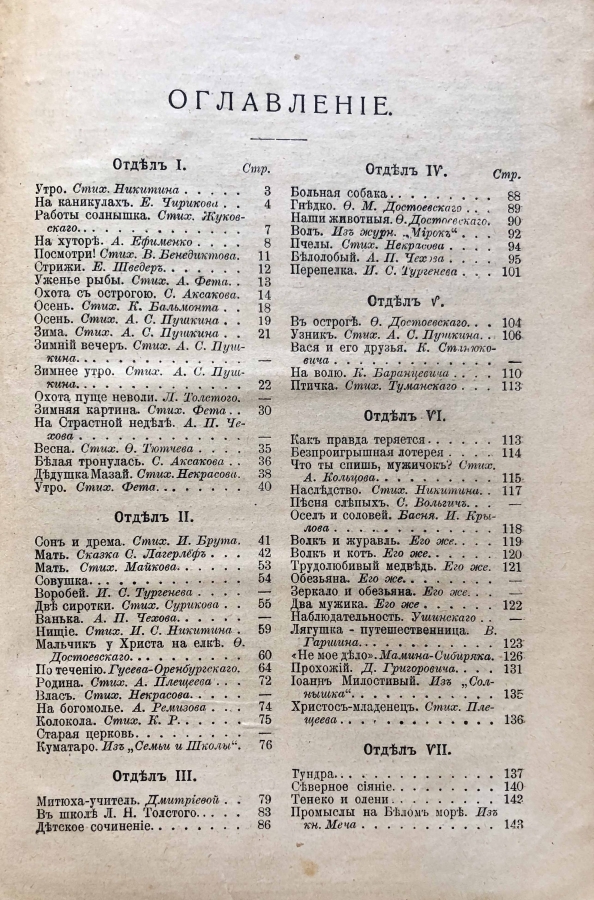 ОГЛАВЛЕНІЕ.
Отдѣлъ I.
Стр.
Утро. Стих. Никитина . . . . . 3
На каникулахъ. Е. Чирикова . . 4
Работы солнышка. Стих. Жуков-
скаго. . . . . . . . . . . . 7
На хуторѣ. А. Ефименко . . . . 8
Посмотри! Стих. В. Бенедиктова. 11
Стрижи. Е. Шведеръ. . . . . . 12
Уженье рыбы. Стих. А. Фета. . 13
Охота съ острогою. С. Аксакова. 14
Осень. Стих. К. Бальмонта . . 18
Осень. Стих. А. С. Пушкина . . 19
Зима. Стих. А. С. Пушкина . . 21
Зимній вечеръ. Стих. А. С. Пуш-
кина. . . . . . . . . . . . —
Зимнее утро. Стих. А. С. Пуш-
кина. . . . . . . . . . . . 22
Охота пуще неволи. Л. Толстого. —
Зимняя картина. Стих. Фета . . 30
На Страстной недѣлѣ. А. П. Че-
хова . . . . . . . . . . . . —
Весна. Стих. Ѳ. Тютчева . . . 35
Бѣлая тронулась. С. Аксакова . . 36
Дѣдушка Мазай. Стих. Некрасова. 38
Утро. Стих. Фета. . . . . . . 40
Отдѣлъ II.
Сонъ и дрема. Стих. И. Брута. 41
Мать. Сказка С. Лагерлёфъ . . . 42
Мать. Стих. Майкова. . . . . . 53
Совушка. . . . . . . . . . . . 54
Воробей. И. С. Тургенева . . . —
Двѣ сиротки. Стих. Сурикова . . 55
Ванька. А. П. Чехова. . . . . —
Нищіе. Стих. И. С. Никитина . . 59
Мальчик у Христа на елкѣ. Ѳ.
Достоевскаго. . . . . . . . . 60
По теченію. Гусева-Оренбургскаго. 64
Родина. Стих. А. Плещеева . . 72
Власъ. Стих. Некрасова. . . . . —
На богомолье. А. Ремизова . . . 74
Колокола. Стих. К. Р. . . . . . 75
Старая церковь. . . . . . . . —
Куматаро. Изъ „Семьи и Школы“. 76
Отдѣл III.
Митюха-учитель. Дмитріевой . . 79
Въ школѣ Л. Н. Толстого. . . . 83
Дѣтское сочиненіе. . . . . . . 86
Отдѣлъ IV.
Стр.
Больная собака. . . . . . . . . 88
Гнѣдко. Ѳ. М. Достоевскаго . . . 89
Наши животныя. Ѳ. Достоевскаго. 90
Волъ. Изъ журн. „Мірокъ“. . . 92
Пчелы. Стих. Некрасова. . . . . 94
Бѣлолобый. А. П. Чехова . . . . 95
Перепелка. И. С. Тургенева . . . 101
Отдѣлъ V.
Въ острогѣ. Ѳ. Достоевскаго. . . 104
Узник. Стих. А. С. Пушкина. . . 106
Вася и его друзья. К. Станюко-
вича . . . . . . . . . . . . . —
На волю. К. Баранцевича . . . . 110
Птичка. Стих. Туманскаго . . . 113
Отдѣлъ VI.
Какъ правда теряется . . . . . . 113
Безпроигрышная лотерея . . . . 114
Что ты спишь, мужичокъ? Стих.
А. Кольцова. . . . . . . . . . 115
Наслѣдство. Стих. Никитина. . 117
Пѣсня слѣпыхъ. С. Вольгич. . . —
Осел и соловей. Басня. И. Кры-
лова . . . . . . . . . . . . . 118
Волкъ и журавль. Его же. . . . 119
Волкъ и котъ. Его же. . . . . . 120
Трудолюбивый медвѣдь. Его же. 121
Обезьяна. Его же. . . . . . . . —
Зеркало и обезьяна. Его же. . . —
Два мужика. Его же . . . . . . 122
Наблюдательность. Ушинскаго . . —
Лягушка - путешественница. В.
Гаршина. . . . . . . . . . . . 123
«Не мое дѣло». Мамина-Сибиряка. 126
Прохожій. Д. Григоровича. . . . 131
Іоаннъ Милостивый. Изъ „Сол-
нышка“. . . . . . . . . . . . 135
Христосъ-младенец. Стих. Пле-
щеева . . . . . . . . . . . . 136
Отдѣлъ VII.
Тундра. . . . . . . . . . . . . 137
Сѣверное сіяніе. . . . . . . . . 140
Тенеко и олени. . . . . . . . . 142
Промыслы на Бѣломъ морѣ. Изъ
кн. Меча . . . . . . . . . . . 143